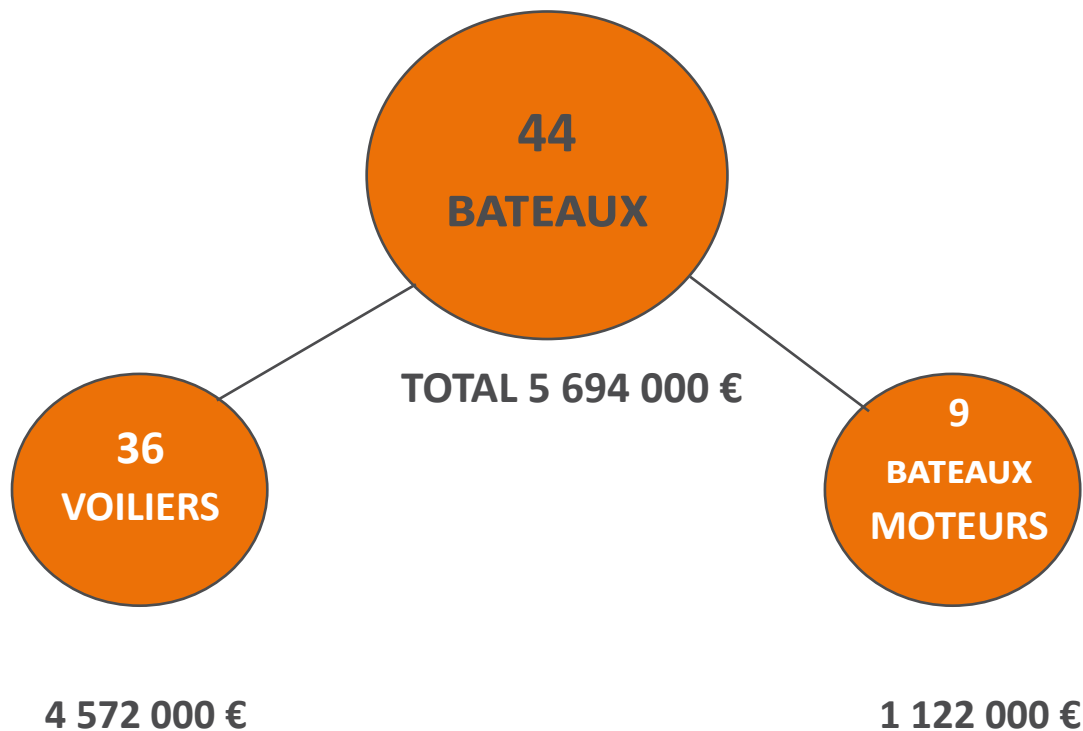 44
BATEAUX
TOTAL 5 694 000 €
36
VOILIERS
9
BATEAUX
MOTEURS
4 572 000 €
1 122 000 €